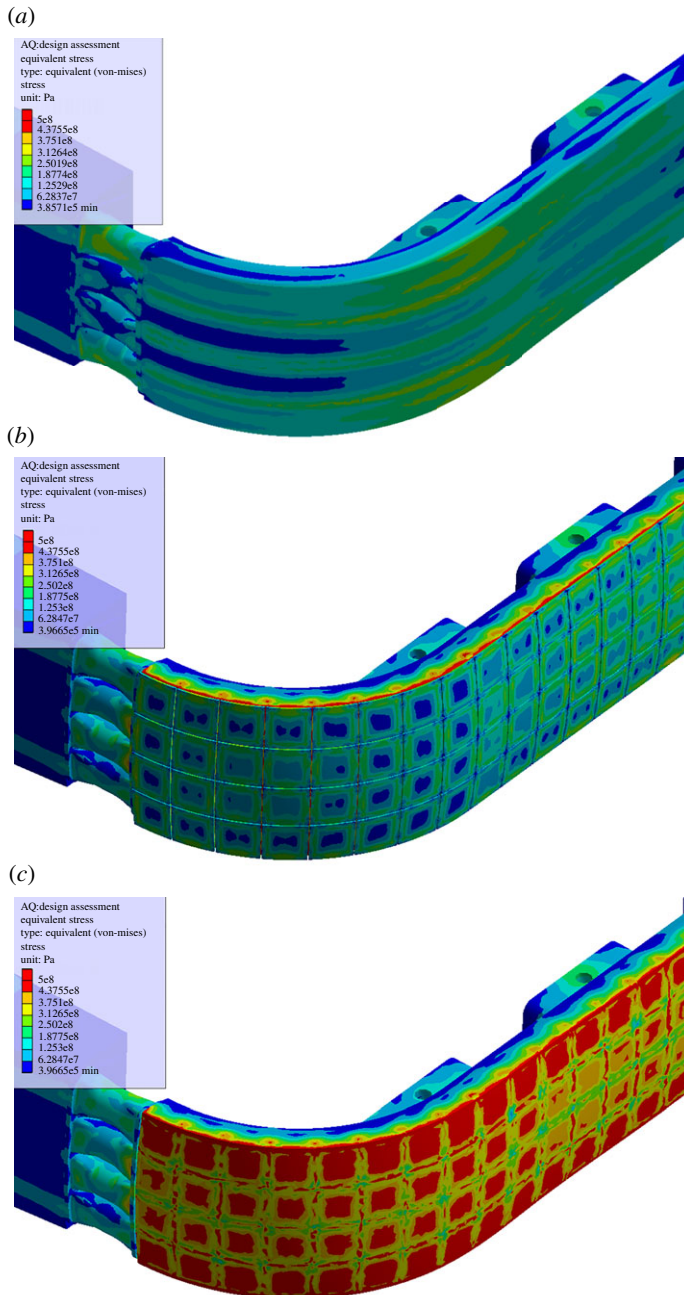 (a)
AQ:design assessment
equivalent stress
type: equivalent (von-mises)
stress
unit: Pa
5e8
4.3755e8
3.751e8
3.1264e8
2.5019e8
1.8774e8
1.2529e8
6.2837e7
3.8571e5 min
(b)
AQ:design assessment
equivalent stress
type: equivalent (von-mises)
stress
unit: Pa
5e8
4.3755e8
3.751e8
3.1265e8
2.502e8
1.8775e8
1.253e8
6.2847e7
3.9665e5 min
(c)
AQ:design assessment
equivalent stress
type: equivalent (von-mises)
stress
unit: Pa
5e8
4.3755e8
3.751e8
3.1265e8
2.502e8
1.8775e8
1.253e8
6.2847e7
3.9665e5 min